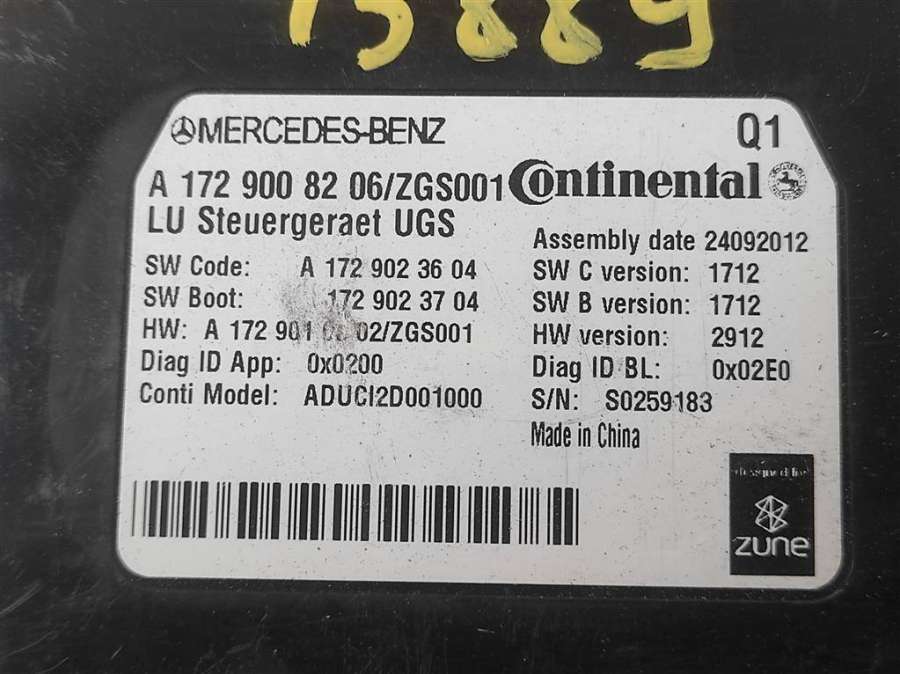 MERCEDES-BENZ Q1
A 172 900 82 06/ZGS001 Continental
LU Steuergeraet UGS
Assembly date 24092012
SW Code: A 172 902 36 04 SW C version: 1712
SW Boot: 172 902 37 04 SW B version: 1712
HW: A 172 901 02/ZGS001 HW version: 2912
Diag ID App: 0x0200 Diag ID BL: 0x02E0
Conti Model: ADUCI2D001000 S/N: S0259183
Made in China
designed for
zune